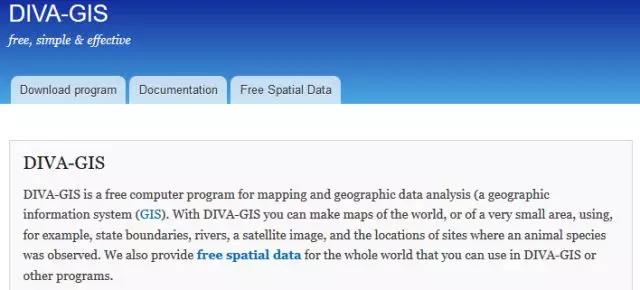 DIVA-GIS
free, simple & effective
Download program
Documentation
Free Spatial Data
DIVA-GIS
DIVA-GIS is a free computer program for mapping and geographic data analysis (a geographic
information system (GIS). With DIVA-GIS you can make maps of the world, or of a very small area, using,
for example, state boundaries, rivers, a satellite image, and the locations of sites where an animal species
was observed. We also provide free spatial data for the whole world that you can use in DIVA-GIS or
other programs.